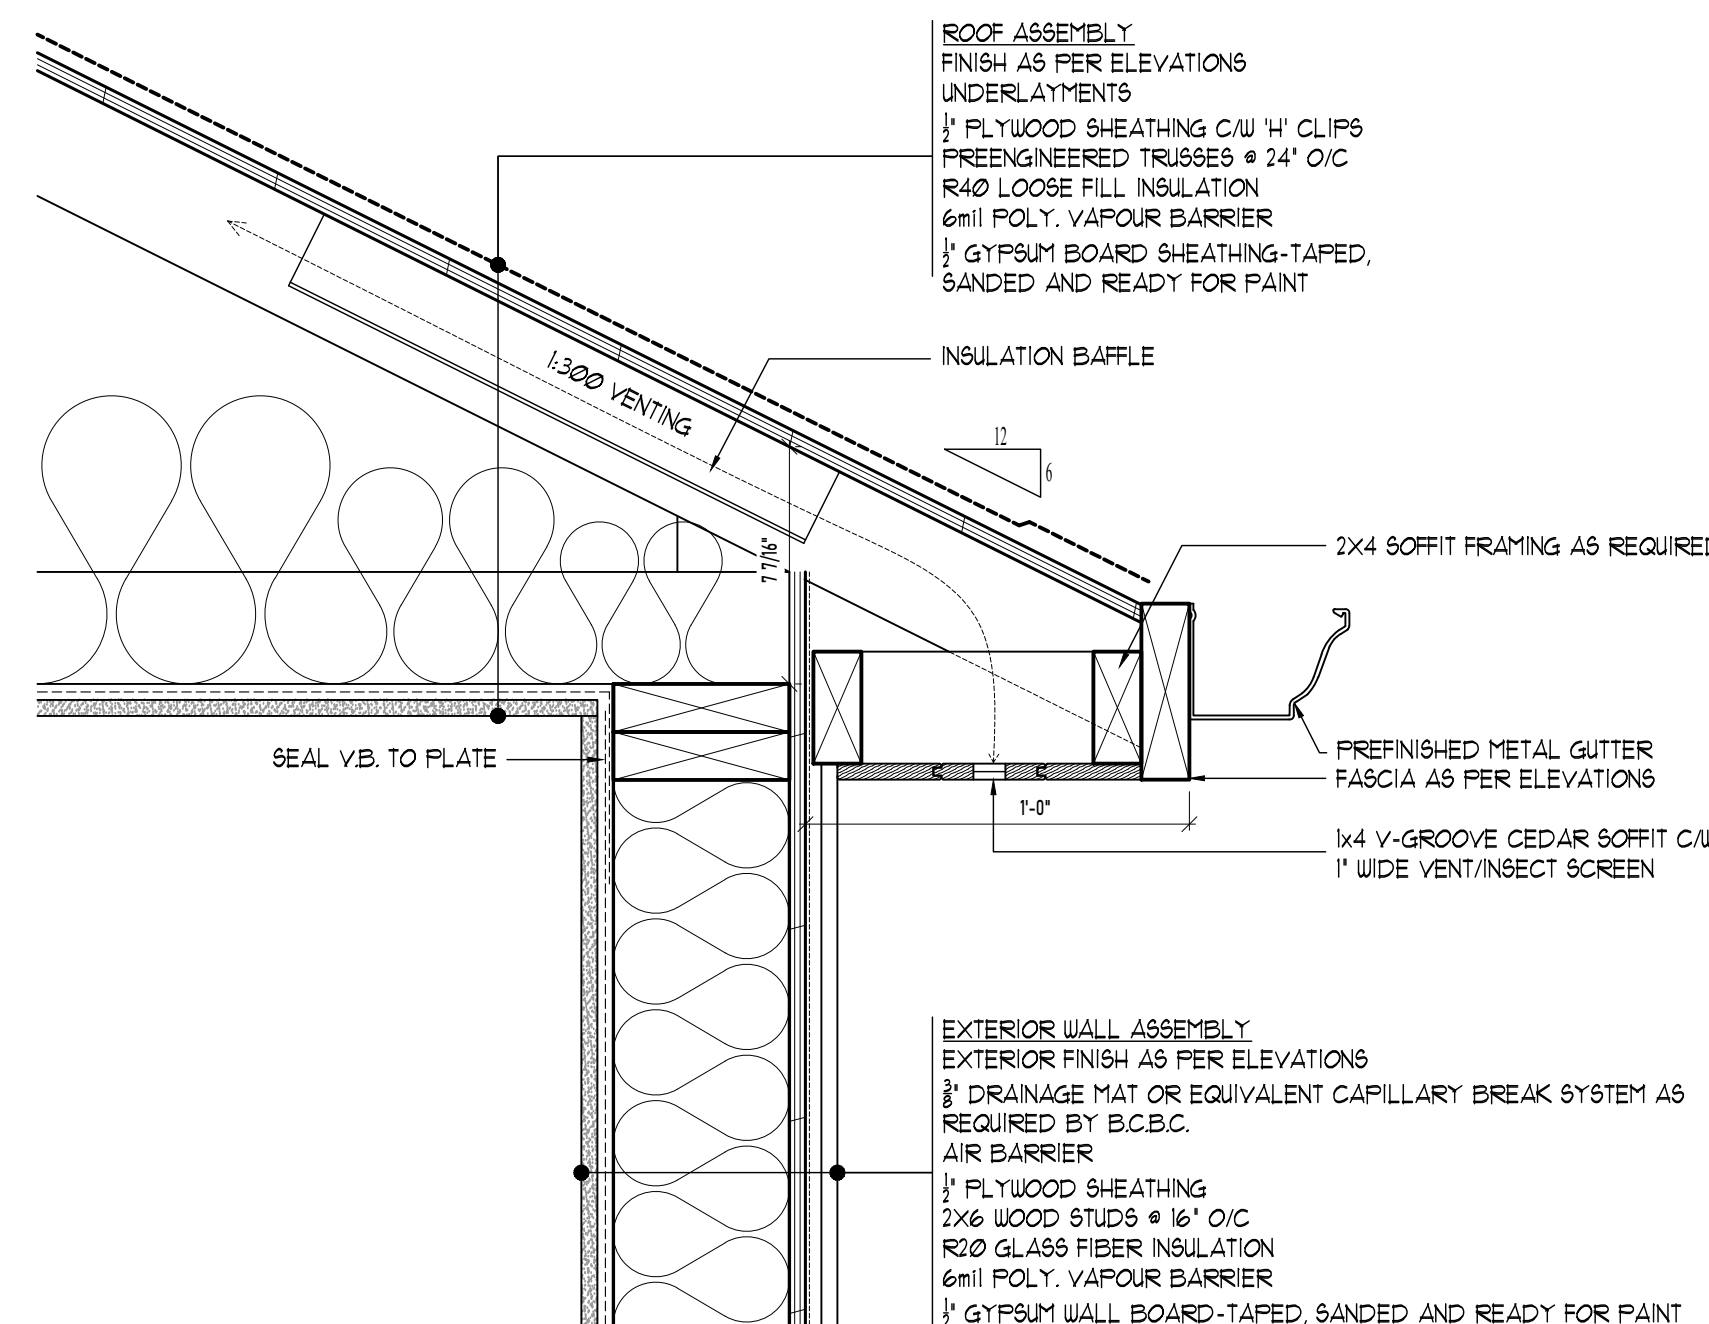 ROOF ASSEMBLY
FINISH AS PER ELEVATIONS
UNDERLAYMENTS
½" PLYWOOD SHEATHING C/W 'H' CLIPS
PREENGINEERED TRUSSES @ 24" O/C
R40 LOOSE FILL INSULATION
6mil POLY. VAPOUR BARRIER
½" GYPSUM BOARD SHEATHING-TAPED,
SANDED AND READY FOR PAINT
INSULATION BAFFLE
1:300 VENTING
12
6
7 7/16"
2X4 SOFFIT FRAMING AS REQUIRED
SEAL V.B. TO PLATE
PREFINISHED METAL GUTTER
FASCIA AS PER ELEVATIONS
1'-0"
1x4 V-GROOVE CEDAR SOFFIT C/W
1" WIDE VENT/INSECT SCREEN
EXTERIOR WALL ASSEMBLY
EXTERIOR FINISH AS PER ELEVATIONS
⅜" DRAINAGE MAT OR EQUIVALENT CAPILLARY BREAK SYSTEM AS
REQUIRED BY B.C.B.C.
AIR BARRIER
½" PLYWOOD SHEATHING
2X6 WOOD STUDS @ 16" O/C
R20 GLASS FIBER INSULATION
6mil POLY. VAPOUR BARRIER
½" GYPSUM WALL BOARD-TAPED, SANDED AND READY FOR PAINT